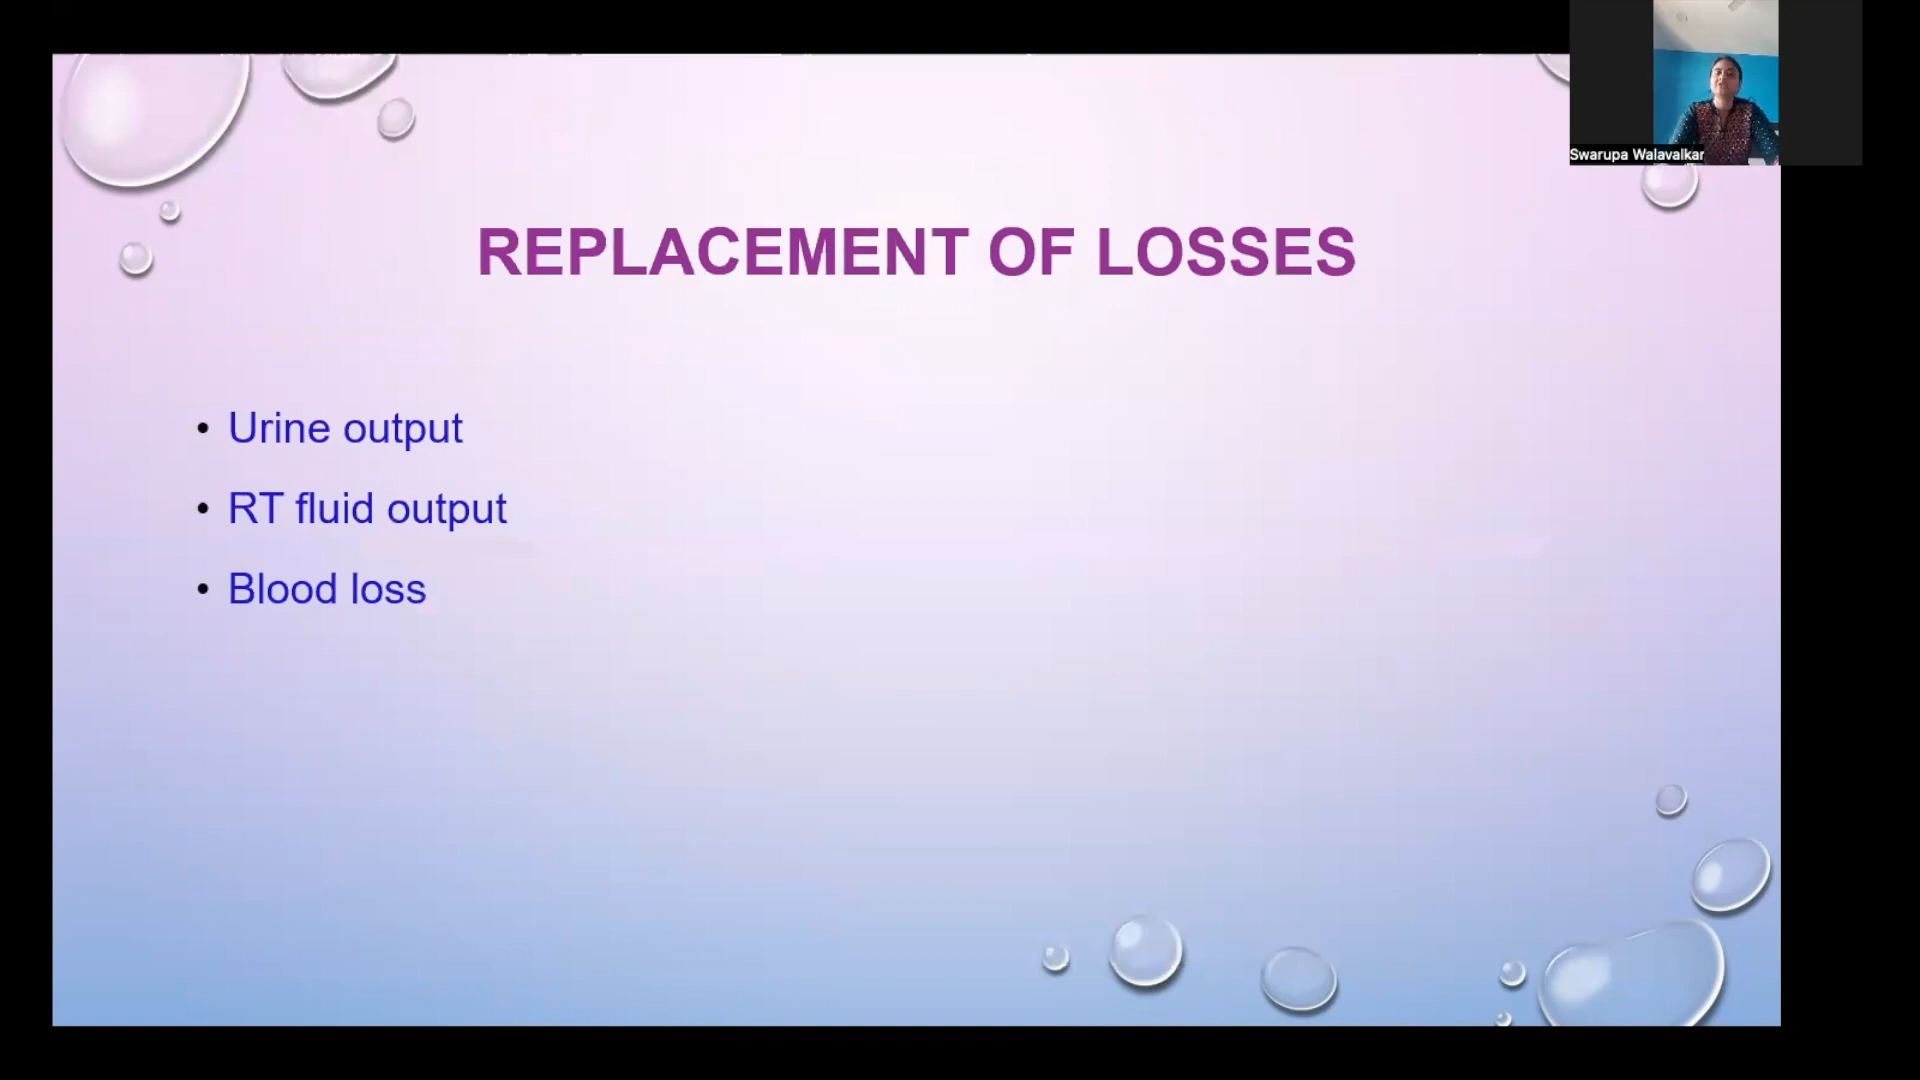 Swarupa Walavalkar
REPLACEMENT OF LOSSES
• Urine output
• RT fluid output
• Blood loss